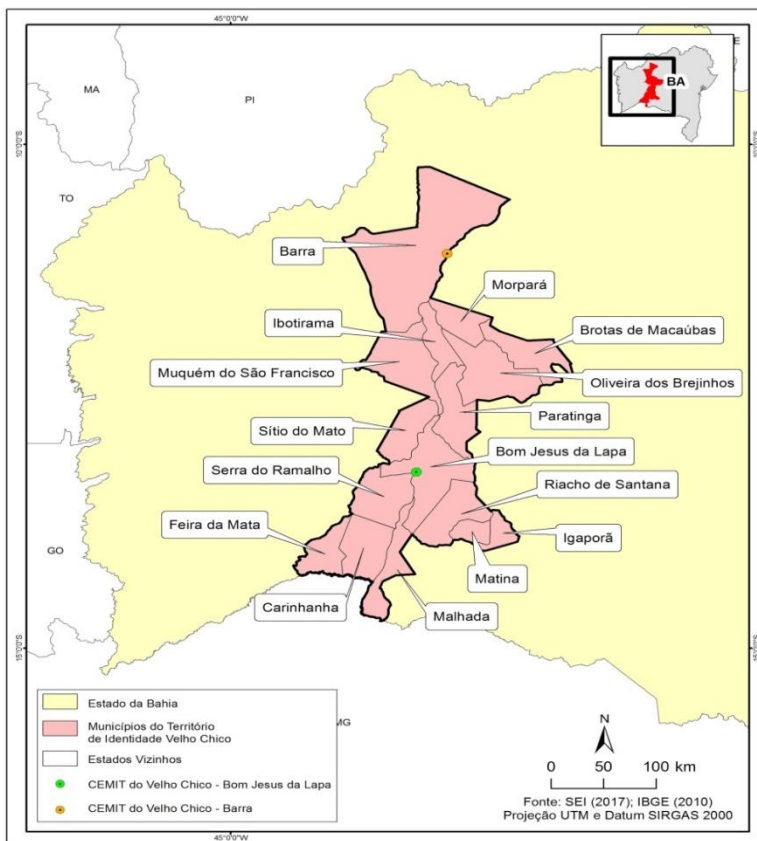 45°0'0"W
MA
PI
E
BA
10°0'0"S
10°0'0"S
TO
Barra
Morpará
Ibotirama
Brotas de Macaúbas
Muquém do São Francisco
Oliveira dos Brejinhos
Paratinga
Sítio do Mato
Bom Jesus da Lapa
Serra do Ramalho
Riacho de Santana
Feira da Mata
Igaporã
GO
Matina
Carinhanha
Malhada
15°0'0"S
15°0'0"S
Estado da Bahia
Municípios do Território
de Identidade Velho Chico
MG
Estados Vizinhos
CEMIT do Velho Chico - Bom Jesus da Lapa
CEMIT do Velho Chico - Barra
N
0 50 100 km
Fonte: SEI (2017); IBGE (2010)
Projeção UTM e Datum SIRGAS 2000
45°0'0"W